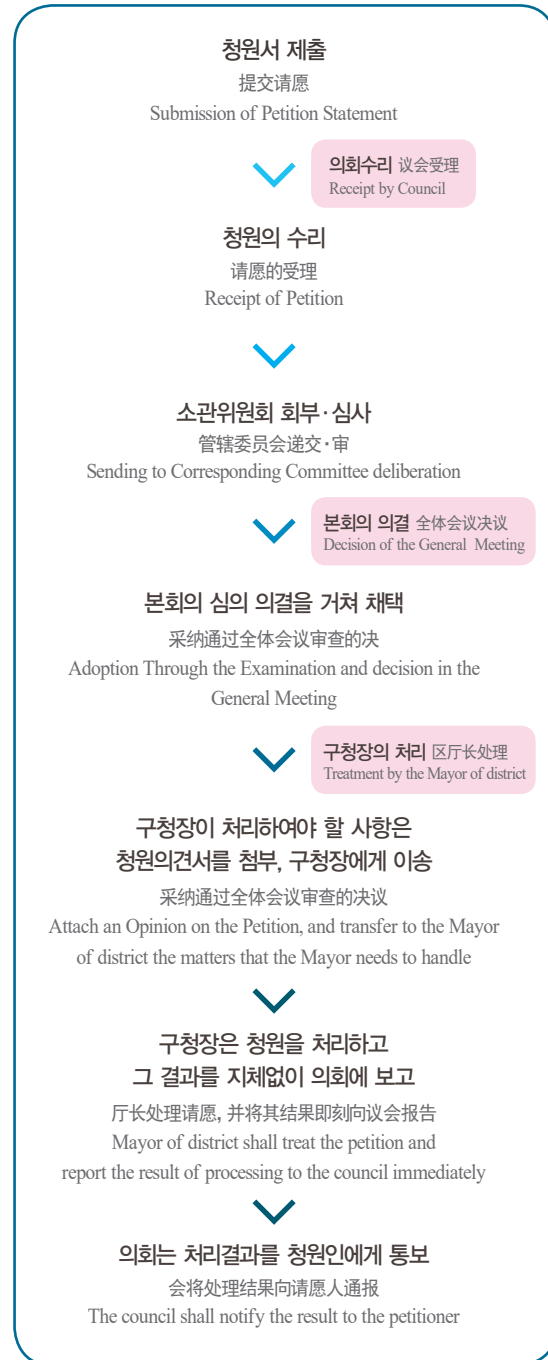 청원서 제출
提交请愿
Submission of Petition Statement
의회수리 议会受理
Receipt by Council
청원의 수리
请愿的受理
Receipt of Petition
소관위원회 회부·심사
管辖委员会递交·审
Sending to Corresponding Committee deliberation
본회의 의결 全体会议决议
Decision of the General Meeting
본회의 심의 의결을 거쳐 채택
采纳通过全体会议审查的决
Adoption Through the Examination and decision in the
General Meeting
구청장의 처리 区厅长处理
Treatment by the Mayor of district
구청장이 처리하여야 할 사항은
청원의견서를 첨부, 구청장에게 이송
采纳通过全体会议审查的决议
Attach an Opinion on the Petition, and transfer to the Mayor
of district the matters that the Mayor needs to handle
구청장은 청원을 처리하고
그 결과를 지체없이 의회에 보고
厅长处理请愿, 并将其结果即刻向议会报告
Mayor of district shall treat the petition and
report the result of processing to the council immediately
의회는 처리결과를 청원인에게 통보
会将处理结果向请愿人通报
The council shall notify the result to the petitioner